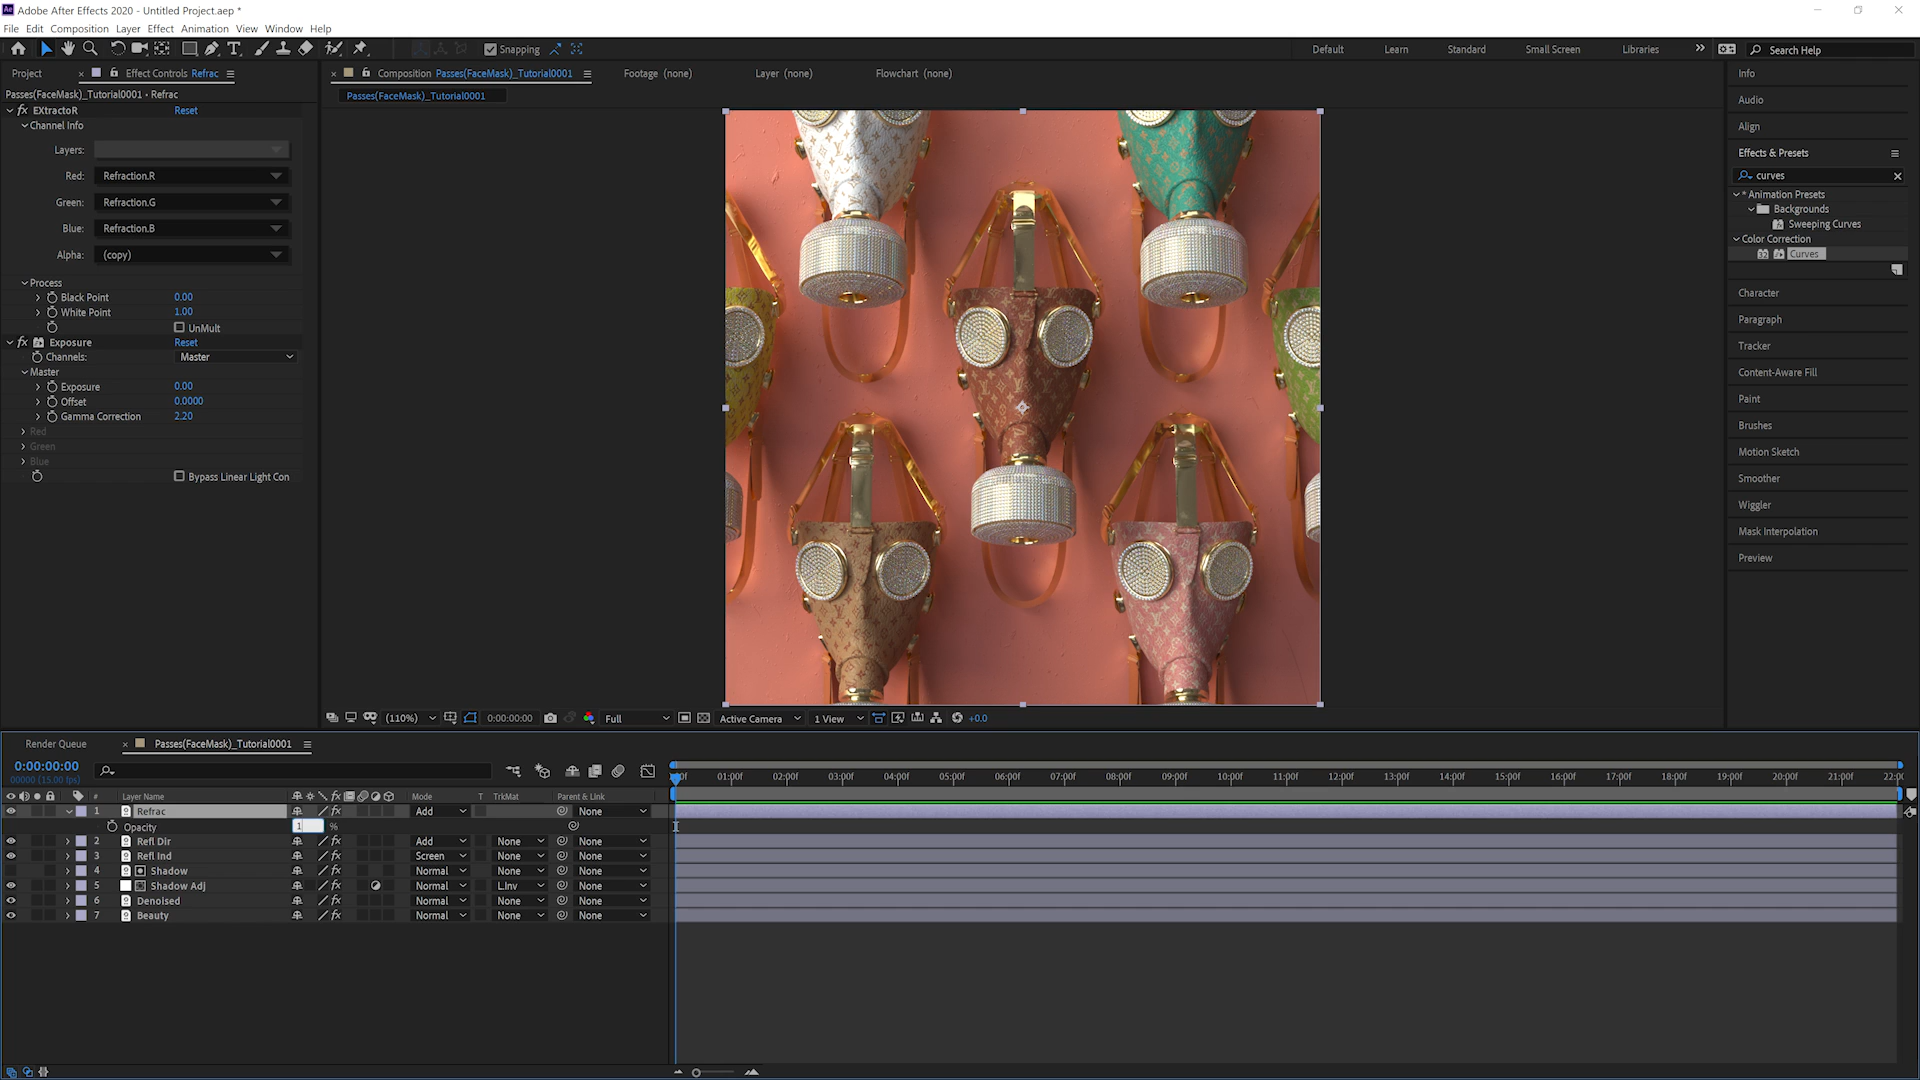 Adobe After Effects 2020 - Untitled Project.aep *
File Edit Composition Layer Effect Animation View Window Help
Snapping
Default Learn Standard Small Screen Libraries Search Help
Project Effect Controls Refrac
Composition Passes(FaceMask)_Tutorial0001 Footage (none) Layer (none) Flowchart (none)
Passes(FaceMask)_Tutorial0001 • Refrac
Passes(FaceMask)_Tutorial0001
fx EXtractoR Reset
Channel Info
Layers:
Red: Refraction.R
Green: Refraction.G
Blue: Refraction.B
Alpha: (copy)
Process
Black Point 0.00
White Point 1.00
UnMult
fx Exposure Reset
Channels: Master
Master
Exposure 0.00
Offset 0.0000
Gamma Correction 2.20
Red
Green
Blue
Bypass Linear Light Con
Info
Audio
Align
Effects & Presets
curves
* Animation Presets
Backgrounds
Sweeping Curves
Color Correction
Curves
Character
Paragraph
Tracker
Content-Aware Fill
Paint
Brushes
Motion Sketch
Smoother
Wiggler
Mask Interpolation
Preview
(110%) 0:00:00:00 Full Active Camera 1 View +0.0
Render Queue Passes(FaceMask)_Tutorial0001
0:00:00:00
00000 (15.00 fps)
01:00f 02:00f 03:00f 04:00f 05:00f 06:00f 07:00f 08:00f 09:00f 10:00f 11:00f 12:00f 13:00f 14:00f 15:00f 16:00f 17:00f 18:00f 19:00f 20:00f 21:00f 22:0
# Layer Name Mode T TrkMat Parent & Link
1 Refrac Add None
Opacity 1 %
2 Refl Dir Add None None
3 Refl Ind Screen None None
4 Shadow Normal None None
5 Shadow Adj Normal L.Inv None
6 Denoised Normal None None
7 Beauty Normal None None